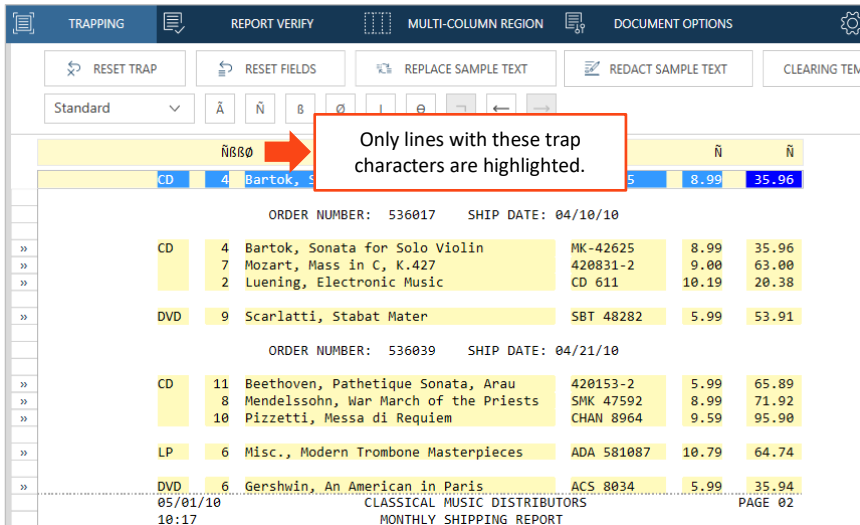 TRAPPING REPORT VERIFY MULTI-COLUMN REGION DOCUMENT OPTIONS
RESET TRAP RESET FIELDS REPLACE SAMPLE TEXT REDACT SAMPLE TEXT CLEARING TEM
Standard Ã Ñ ß Ø
Only lines with these trap
characters are highlighted.
ÑßßØ Ñ Ñ
CD 4 Bartok, 8.99 35.96
ORDER NUMBER: 536017 SHIP DATE: 04/10/10
» CD 4 Bartok, Sonata for Solo Violin MK-42625 8.99 35.96
» 7 Mozart, Mass in C, K.427 420831-2 9.00 63.00
» 2 Luening, Electronic Music CD 611 10.19 20.38
» DVD 9 Scarlatti, Stabat Mater SBT 48282 5.99 53.91
ORDER NUMBER: 536039 SHIP DATE: 04/21/10
» CD 11 Beethoven, Pathetique Sonata, Arau 420153-2 5.99 65.89
» 8 Mendelssohn, War March of the Priests SMK 47592 8.99 71.92
» 10 Pizzetti, Messa di Requiem CHAN 8964 9.59 95.90
» LP 6 Misc., Modern Trombone Masterpieces ADA 581087 10.79 64.74
» DVD 6 Gershwin, An American in Paris ACS 8034 5.99 35.94
05/01/10 CLASSICAL MUSIC DISTRIBUTORS PAGE 02
10:17 MONTHLY SHIPPING REPORT